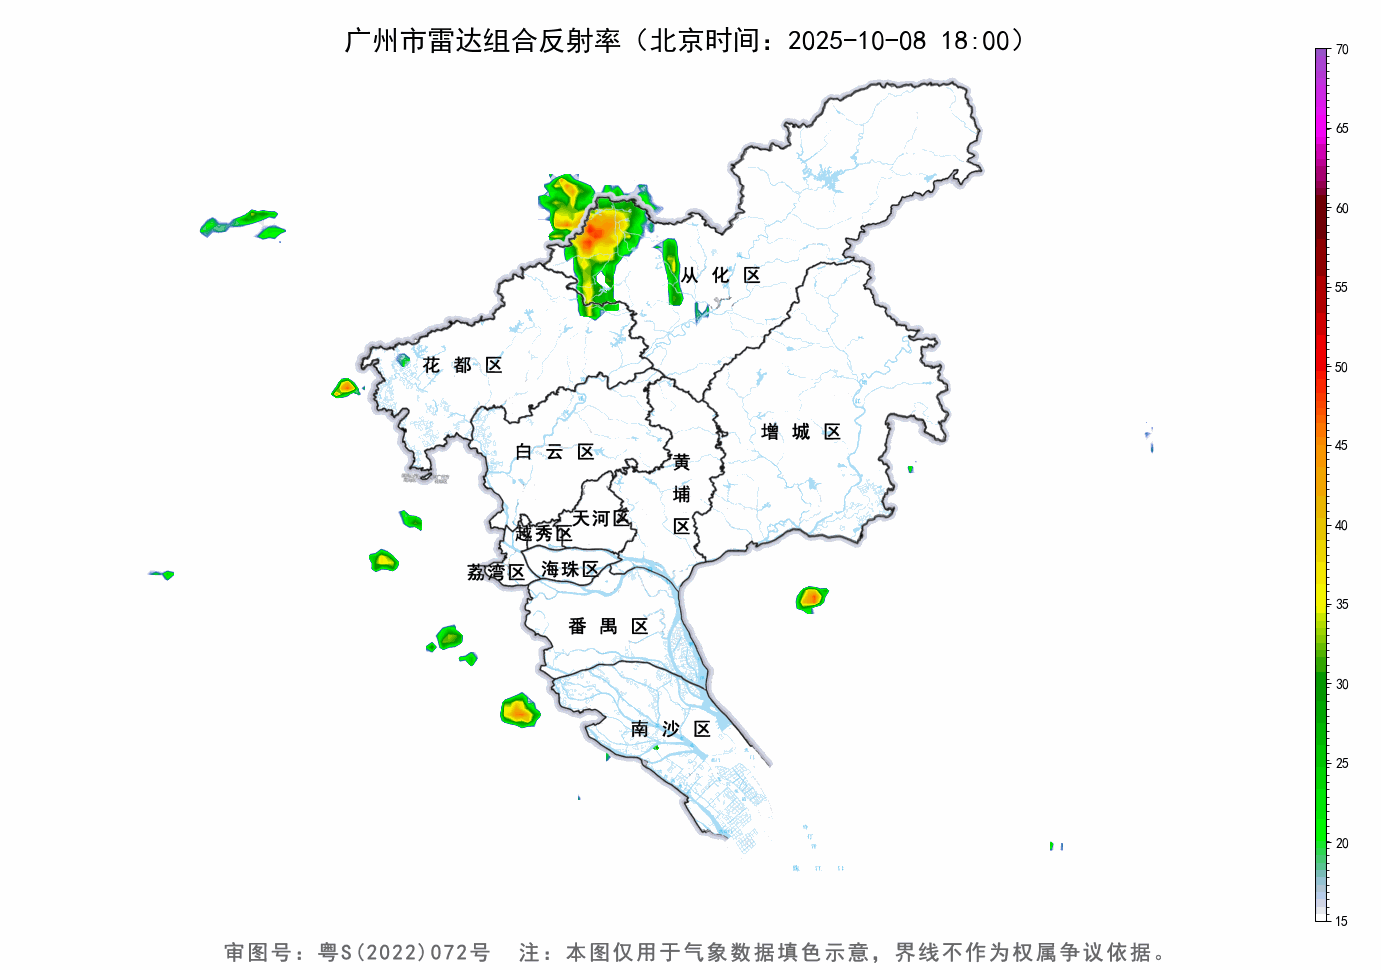 广州市雷达组合反射率（北京时间：2025-10-08 18:00）
70
65
60
55
50
45
40
35
30
25
20
15
从化区
花都区
增城区
白云区
黄埔区
天河区
越秀区
海珠区
荔湾区
番禺区
南沙区
审图号：粤S(2022)072号 注：本图仅用于气象数据填色示意，界线不作为权属争议依据。